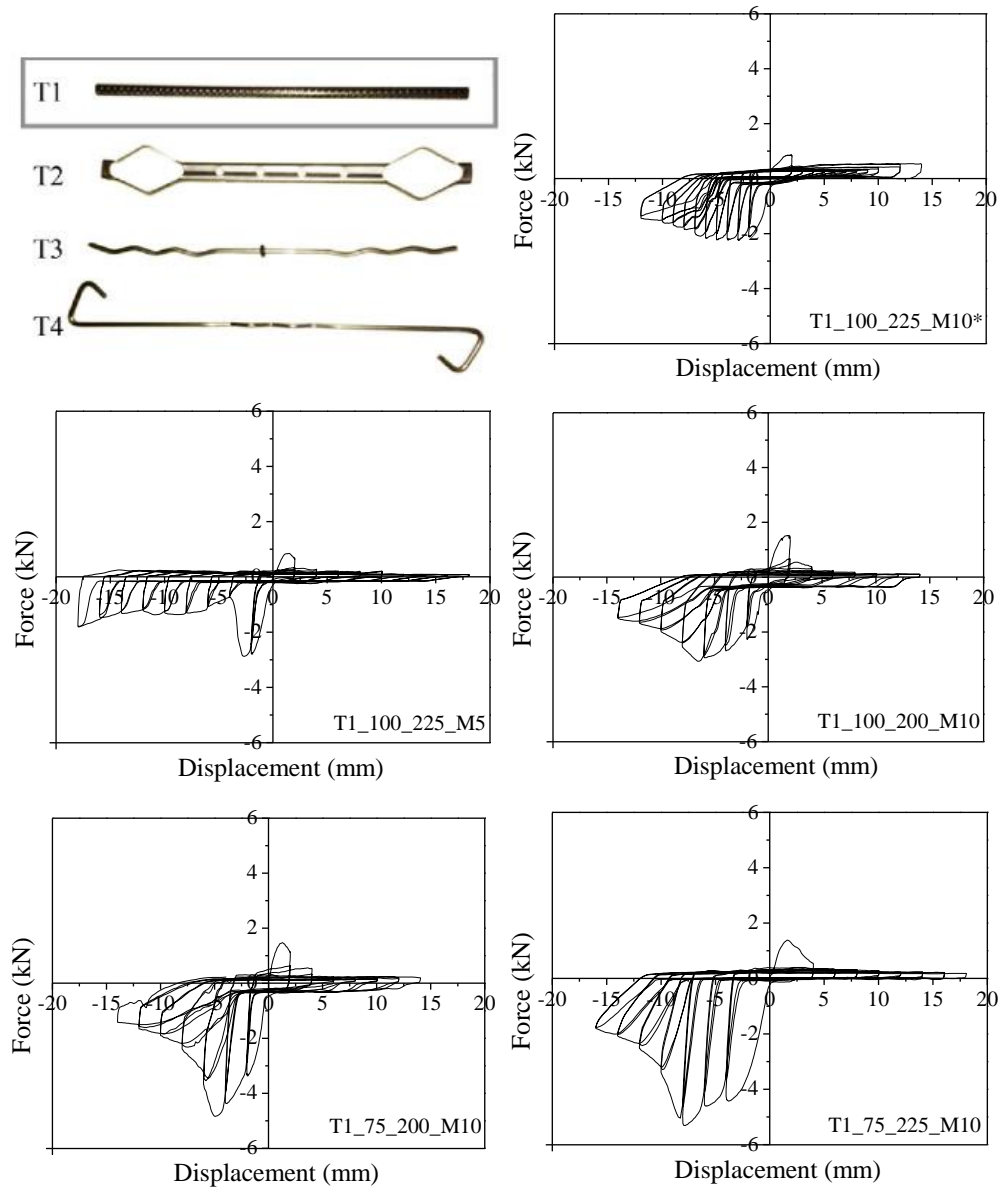 T1
T2
T3
T4
6
4
2
0
-2
-4
-6
-20 -15 -10 -5 0 5 10 15 20
Force (kN)
T1_100_225_M10*
Displacement (mm)
6
4
2
0
-2
-4
-6
-20 -15 -10 -5 0 5 10 15 20
Force (kN)
T1_100_225_M5
Displacement (mm)
6
4
2
0
-2
-4
-6
-20 -15 -10 -5 0 5 10 15 20
Force (kN)
T1_100_200_M10
Displacement (mm)
6
4
2
0
-2
-4
-6
-20 -15 -10 -5 0 5 10 15 20
Force (kN)
T1_75_200_M10
Displacement (mm)
6
4
2
0
-2
-4
-6
-20 -15 -10 -5 0 5 10 15 20
Force (kN)
T1_75_225_M10
Displacement (mm)